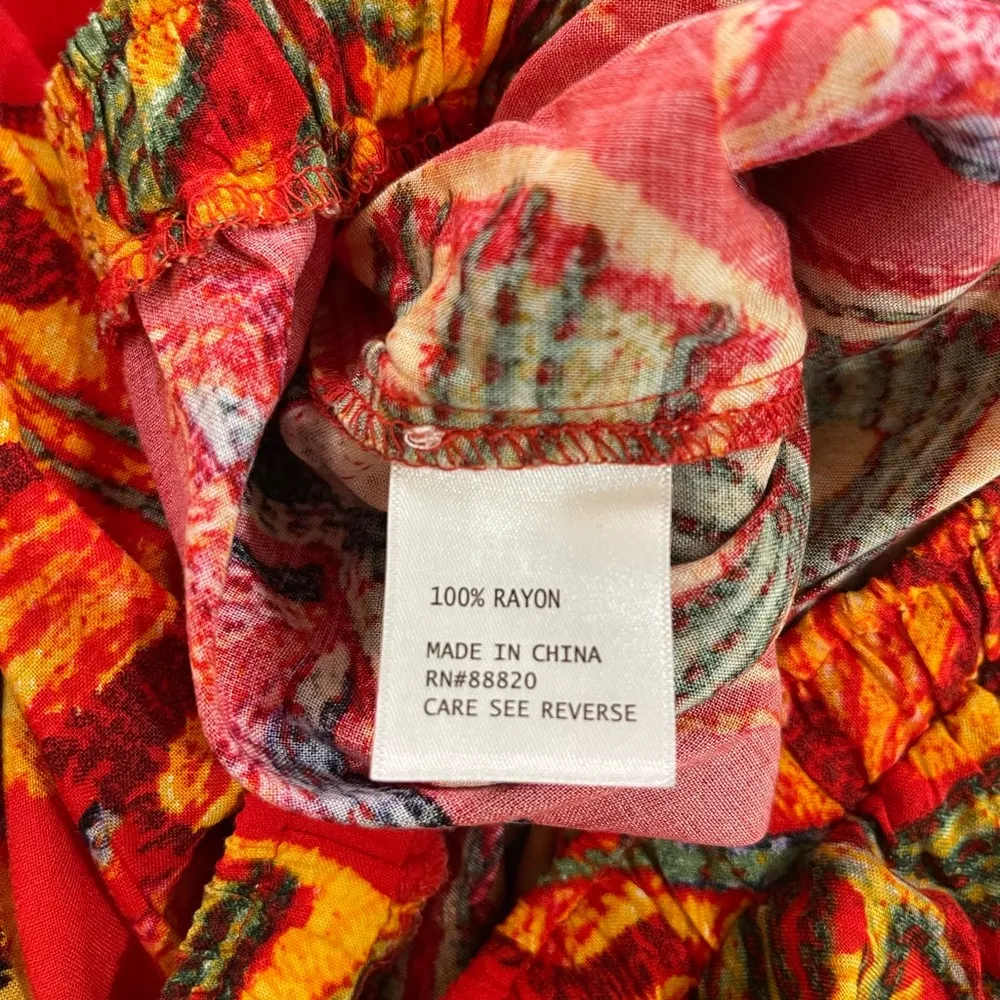 100% RAYON
MADE IN CHINA
RN#88820
CARE SEE REVERSE